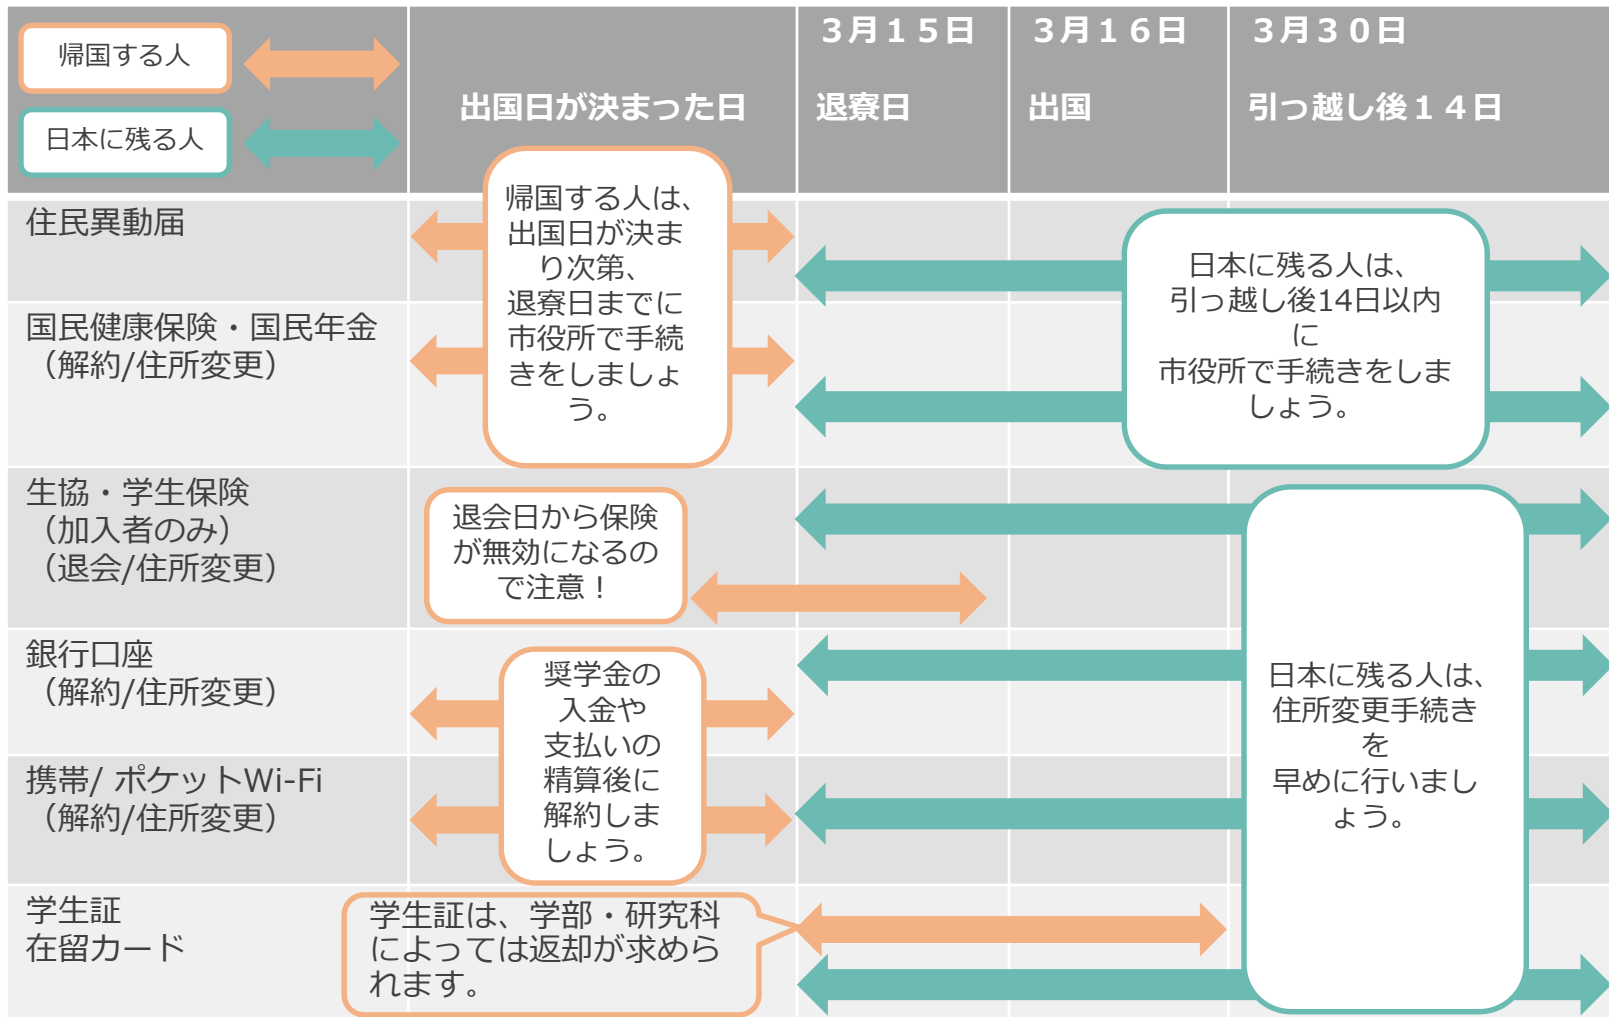 帰国する人
日本に残る人
出国日が決まった日
３月１５日
退寮日
３月１６日
出国
３月３０日
引っ越し後１４日
住民異動届
帰国する人は、
出国日が決ま
り次第、
退寮日までに
市役所で手続
きをしましょ
う。
日本に残る人は、
引っ越し後14日以内
に
市役所で手続きをしま
しょう。
国民健康保険・国民年金
（解約/住所変更）
生協・学生保険
（加入者のみ）
（退会/住所変更）
退会日から保険
が無効になるの
で注意！
銀行口座
（解約/住所変更）
奨学金の
入金や
支払いの
精算後に
解約しま
しょう。
日本に残る人は、
住所変更手続き
を
早めに行いまし
ょう。
携帯/ ポケットWi-Fi
（解約/住所変更）
学生証
在留カード
学生証は、学部・研究科
によっては返却が求めら
れます。